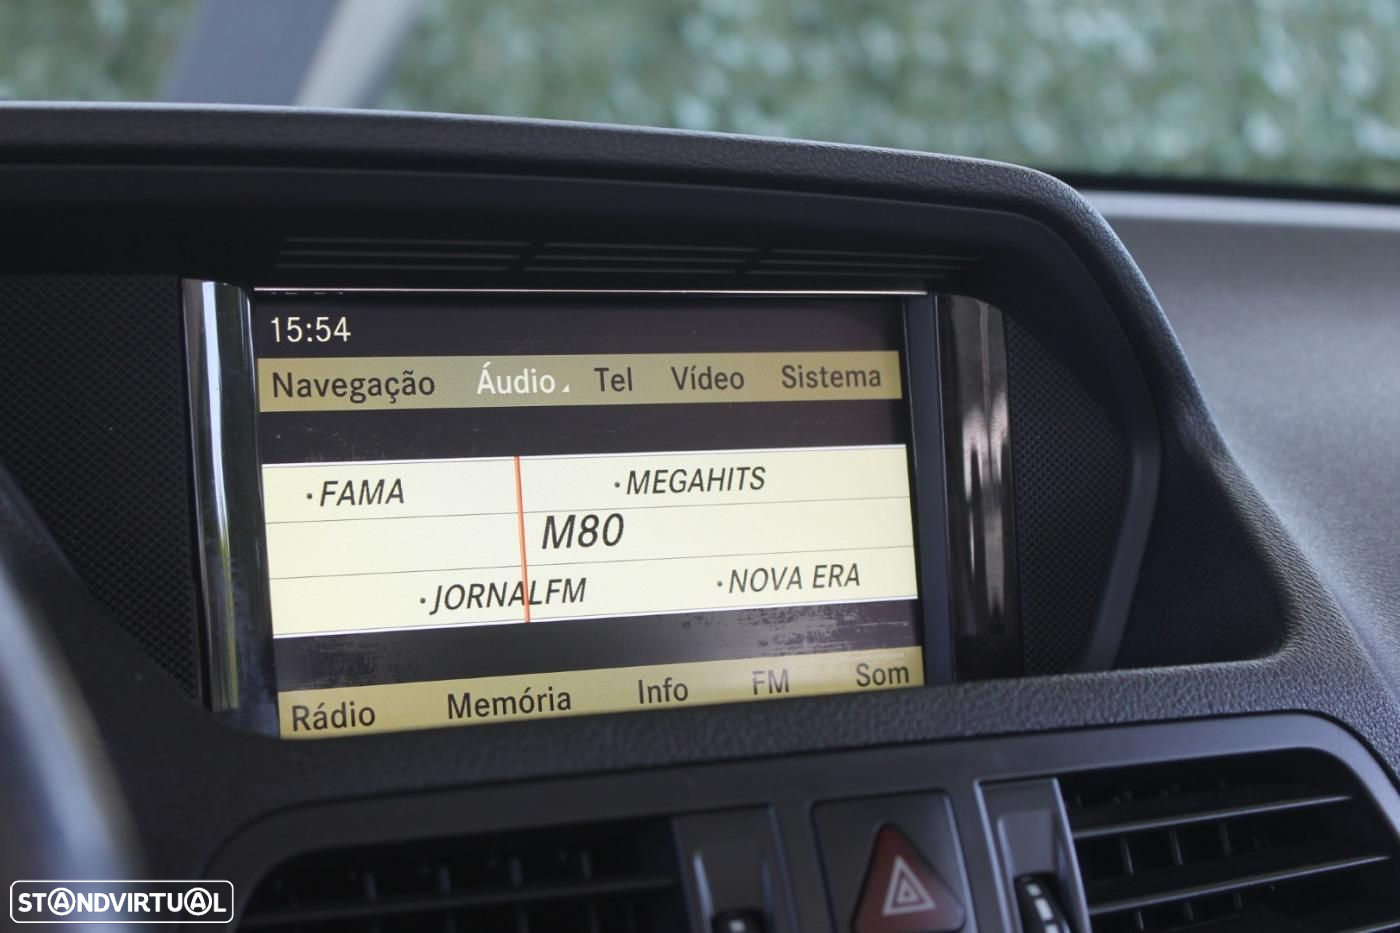 15:54
Navegação Áudio Tel Vídeo Sistema
·FAMA ·MEGAHITS
M80
·JORNALFM ·NOVA ERA
Rádio Memória Info FM Som
STANDVIRTUAL